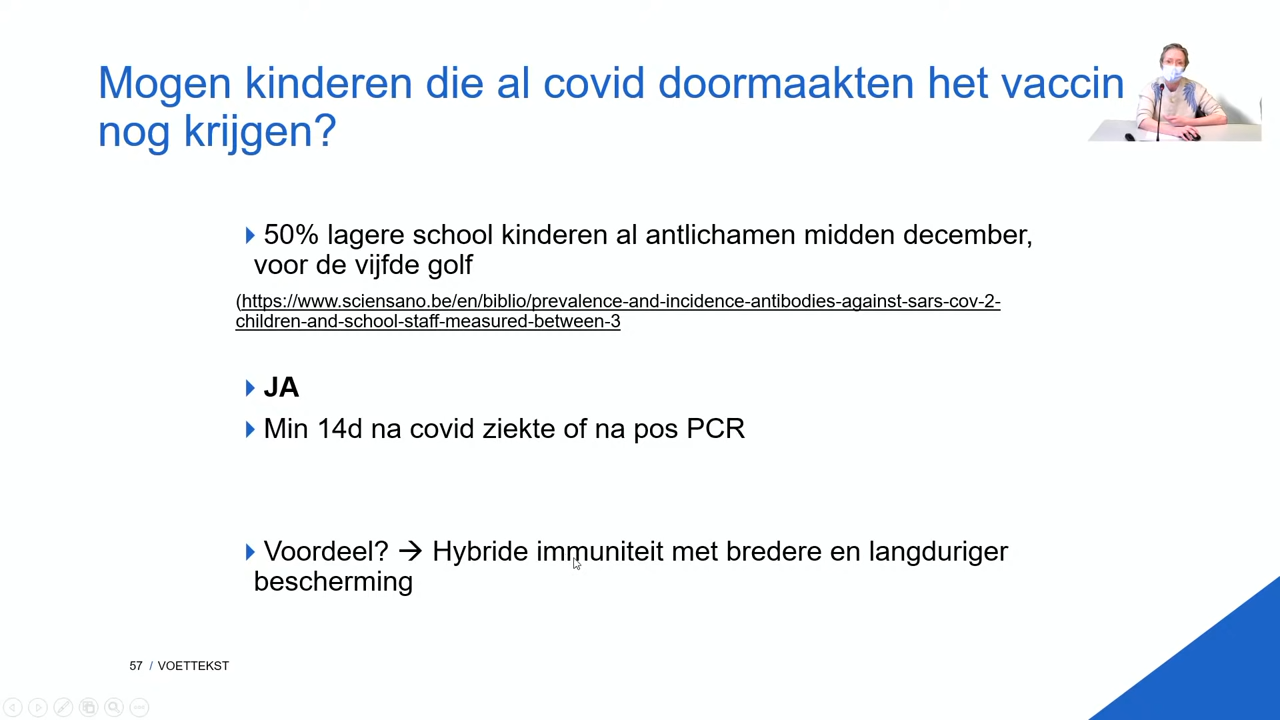 Mogen kinderen die al covid doormaakten het vaccin
nog krijgen?
50% lagere school kinderen al antlichamen midden december,
voor de vijfde golf
(https://www.sciensano.be/en/biblio/prevalence-and-incidence-antibodies-against-sars-cov-2-
children-and-school-staff-measured-between-3
JA
Min 14d na covid ziekte of na pos PCR
Voordeel? → Hybride immuniteit met bredere en langduriger
bescherming
57 / VOETTEKST